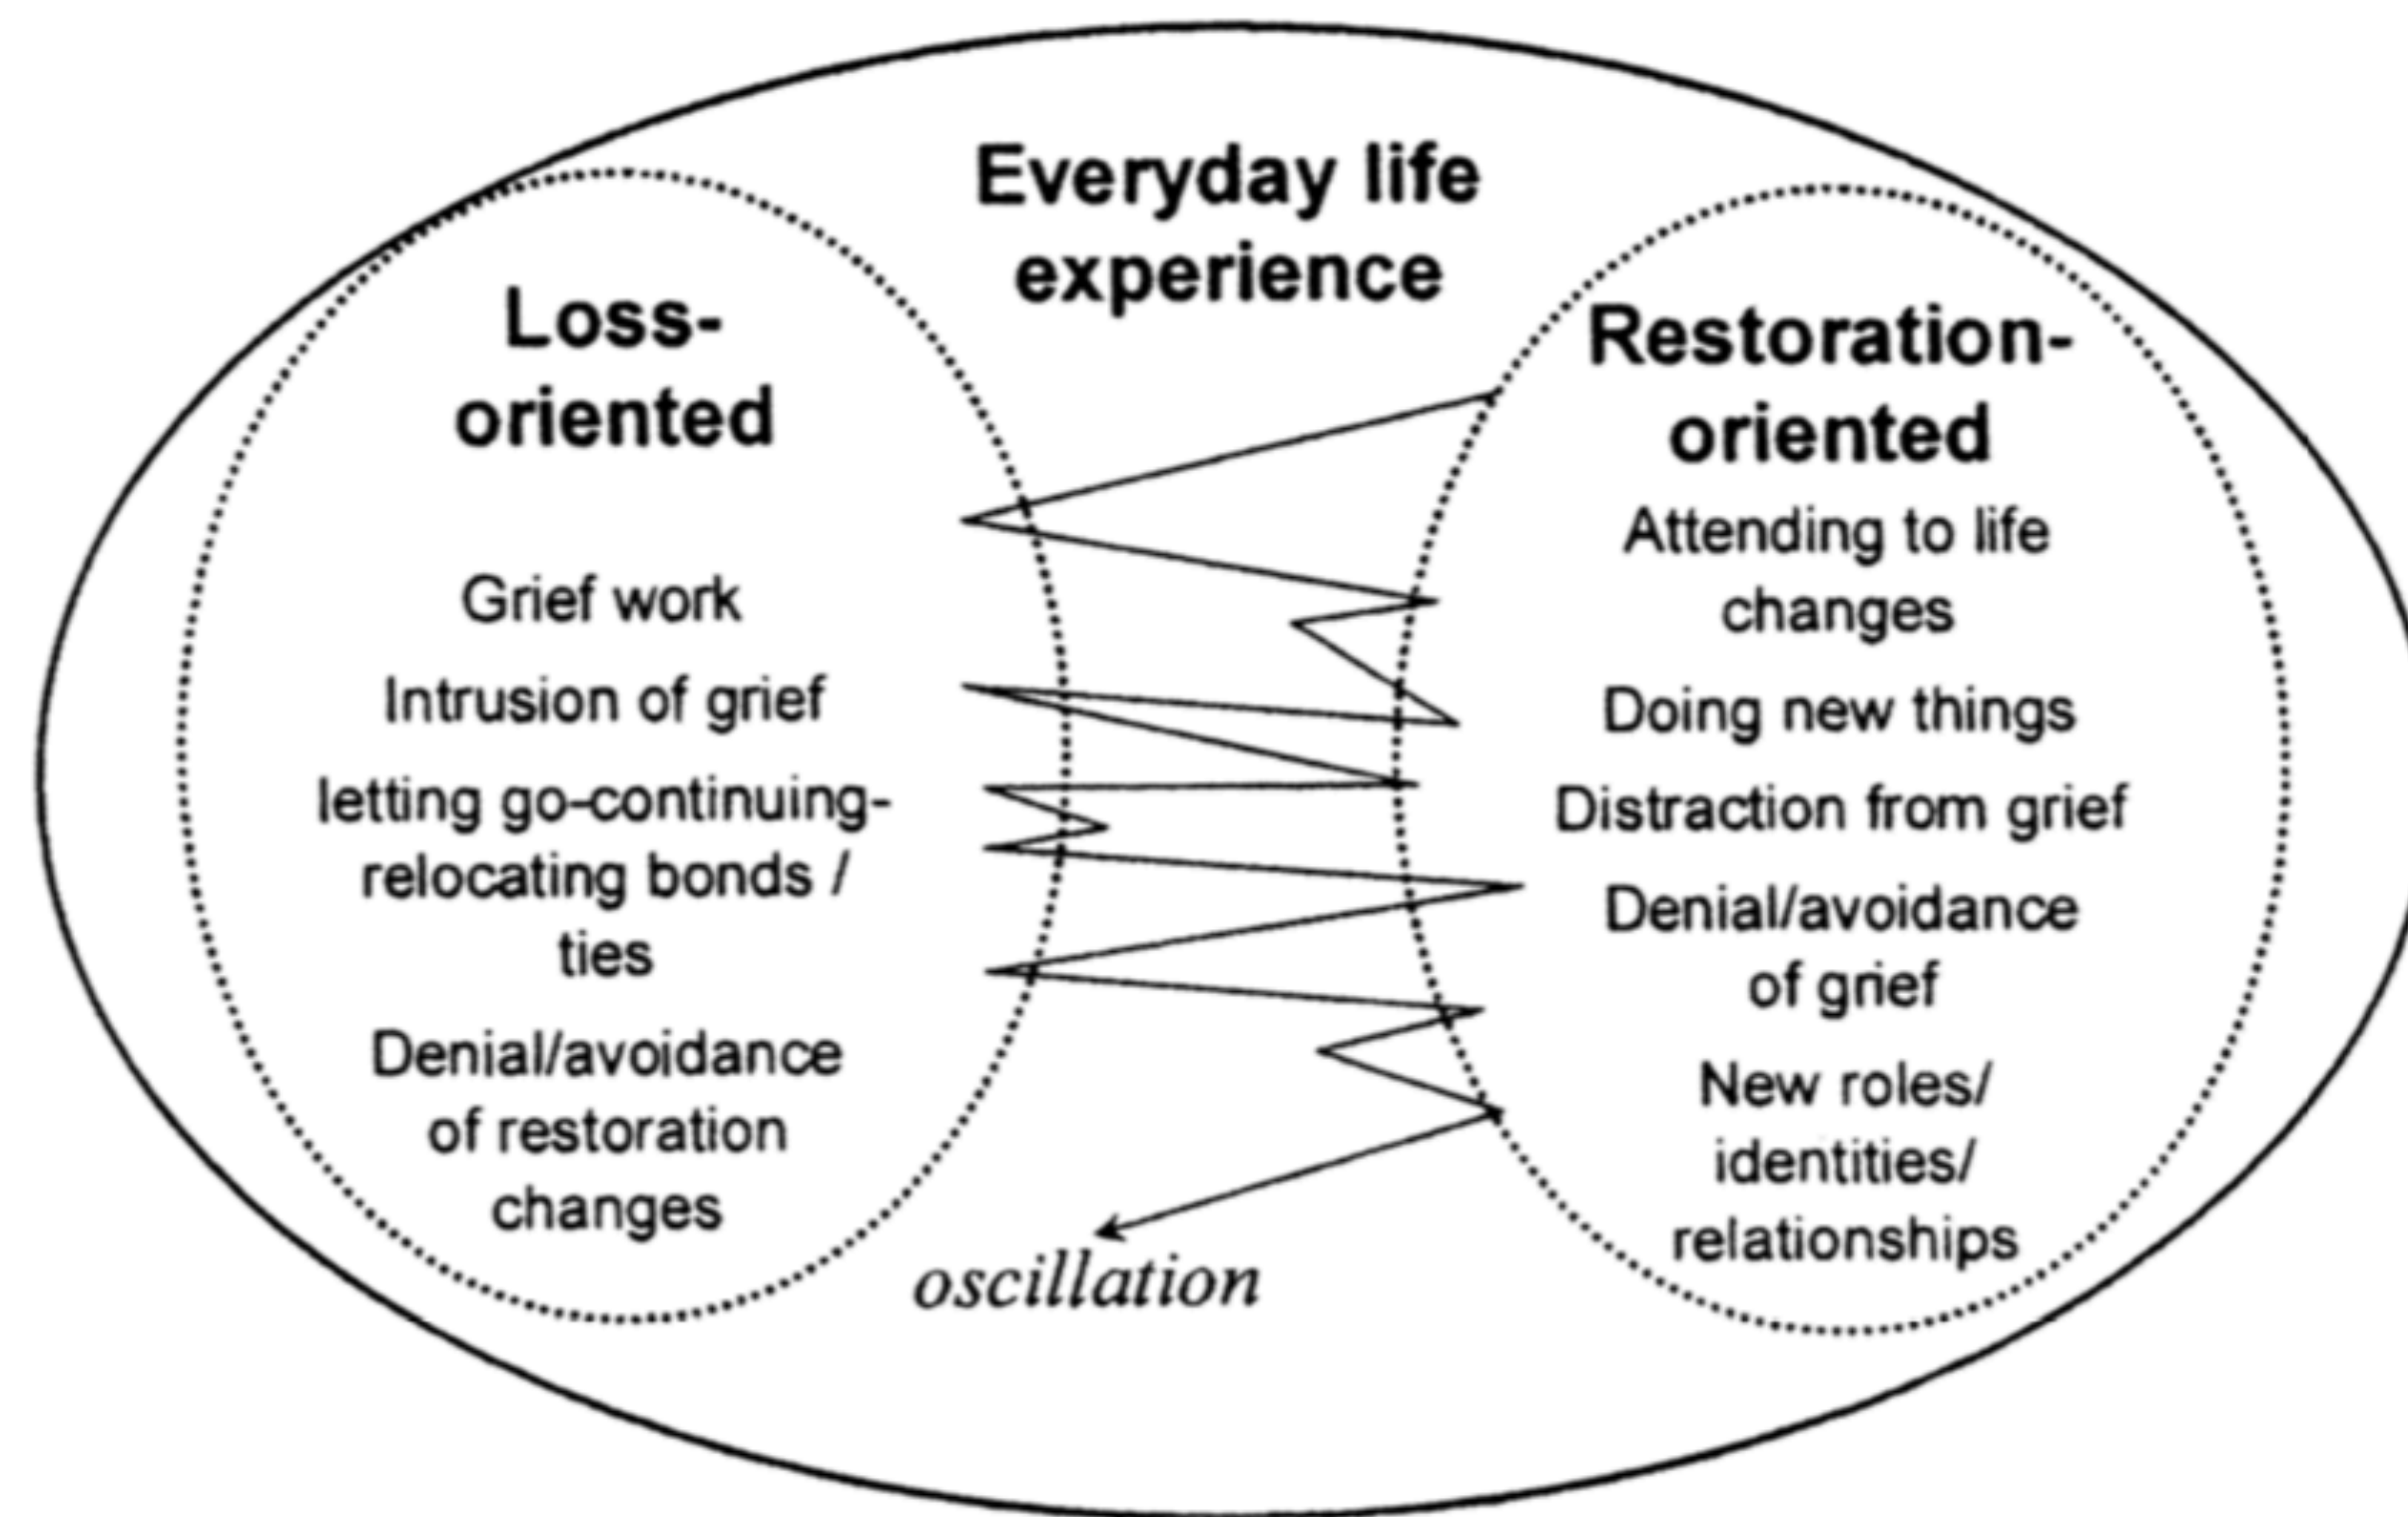 Everyday life
experience
Loss-
oriented
Grief work
Intrusion of grief
letting go-continuing-
relocating bonds /
ties
Denial/avoidance
of restoration
changes
Restoration-
oriented
Attending to life
changes
Doing new things
Distraction from grief
Denial/avoidance
of grief
New roles/
identities/
relationships
oscillation